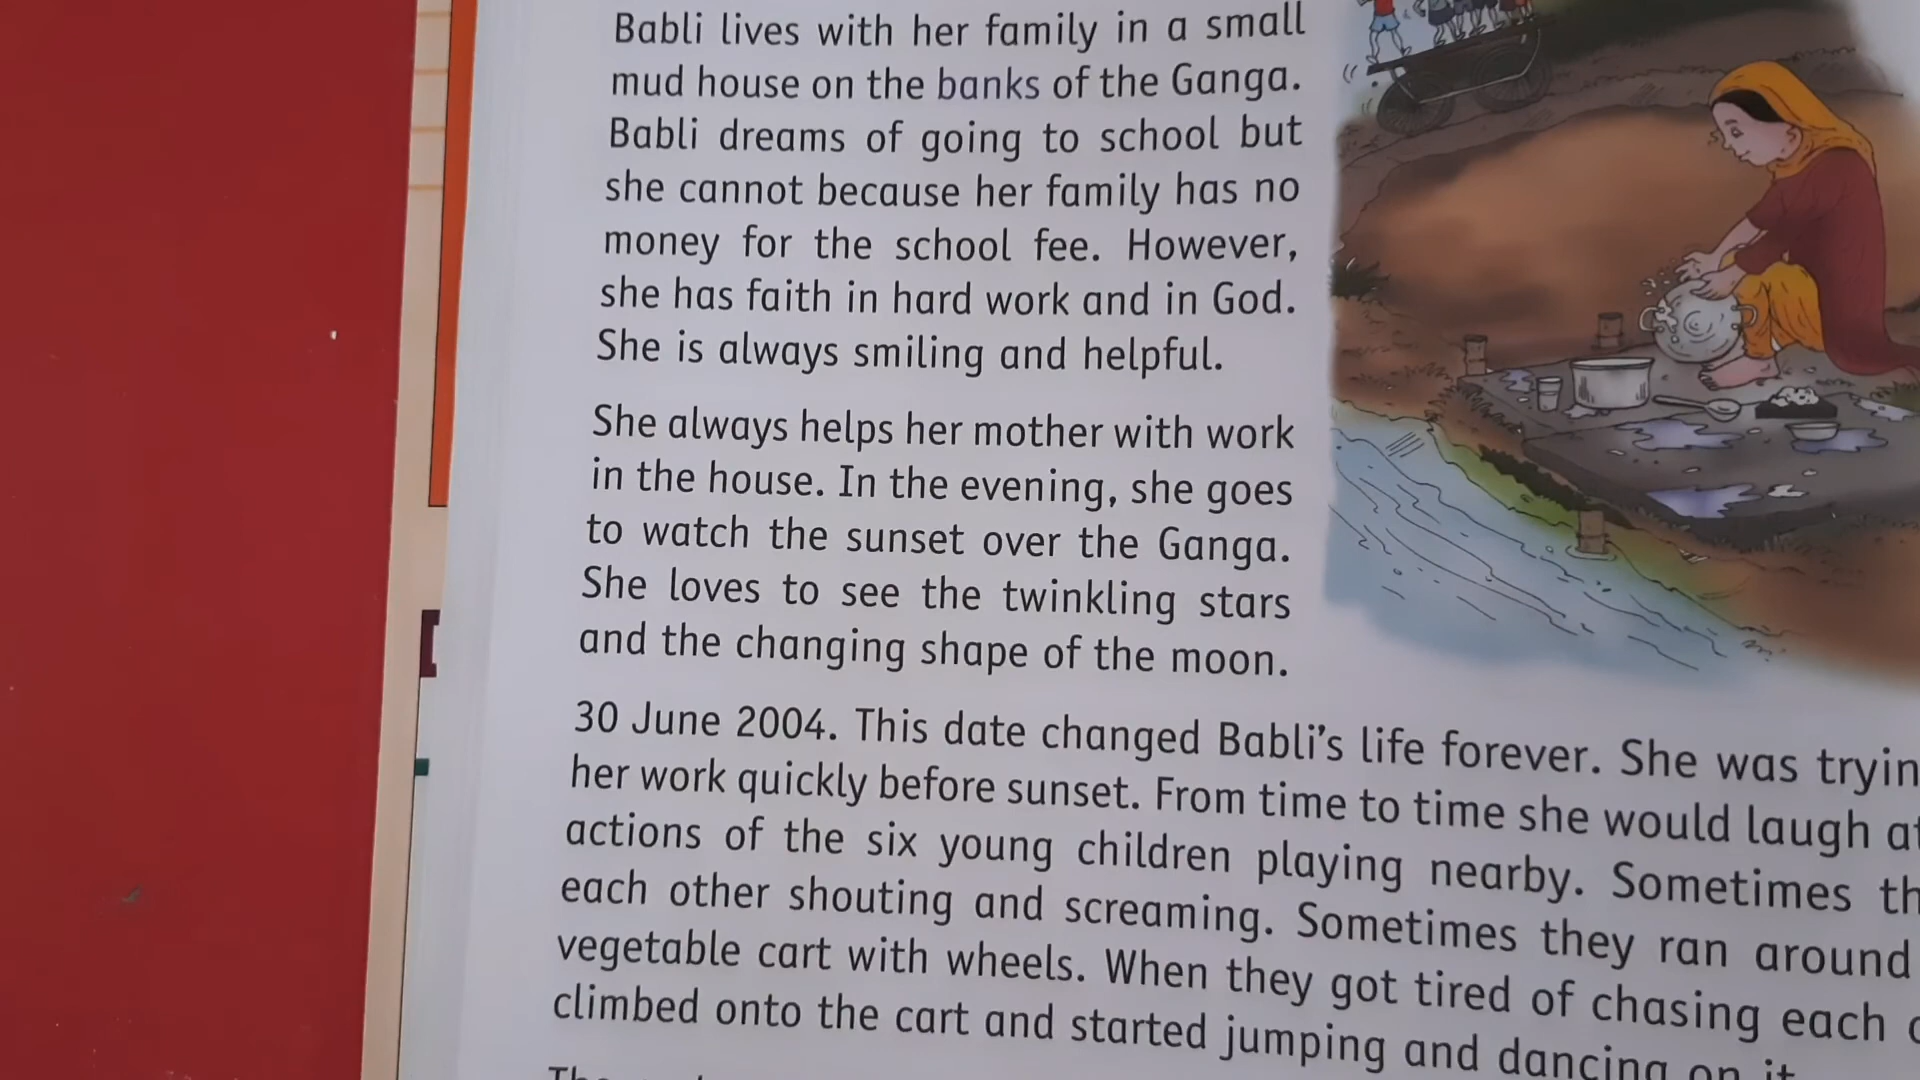 Babli lives with her family in a small
mud house on the banks of the Ganga.
Babli dreams of going to school but
she cannot because her family has no
money for the school fee. However,
she has faith in hard work and in God.
She is always smiling and helpful.
She always helps her mother with work
in the house. In the evening, she goes
to watch the sunset over the Ganga.
She loves to see the twinkling stars
and the changing shape of the moon.
30 June 2004. This date changed Babli's life forever. She was
her work quickly before sunset. From time to time she would laugh
actions of the six young children playing nearby. Sometimes
each other shouting and screaming. Sometimes they ran around
vegetable cart with wheels. When they got tired of chasing each
climbed onto the cart and started jumping and dancing on it.